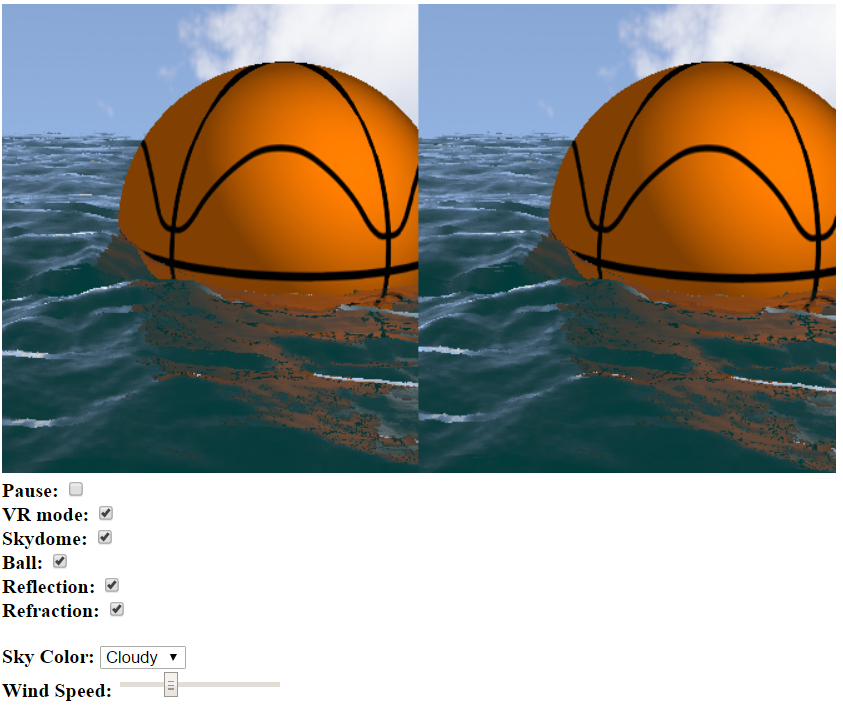 Pause:
VR mode:
Skydome:
Ball:
Reflection:
Refraction:
Sky Color: Cloudy
Wind Speed: